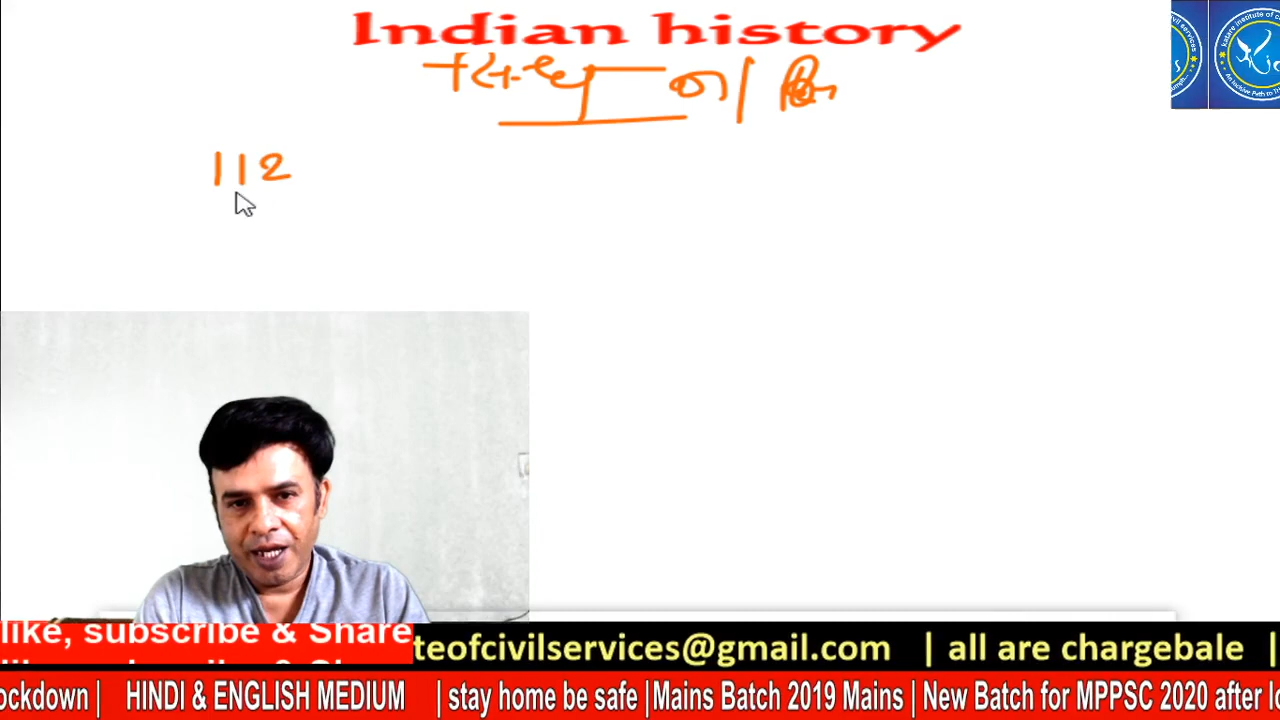 Indian history
112
like, subscribe & Share
teofcivilservices@gmail.com | all are chargebale |
ockdown | HINDI & ENGLISH MEDIUM | stay home be safe |Mains Batch 2019 Mains | New Batch for MPPSC 2020 after lo